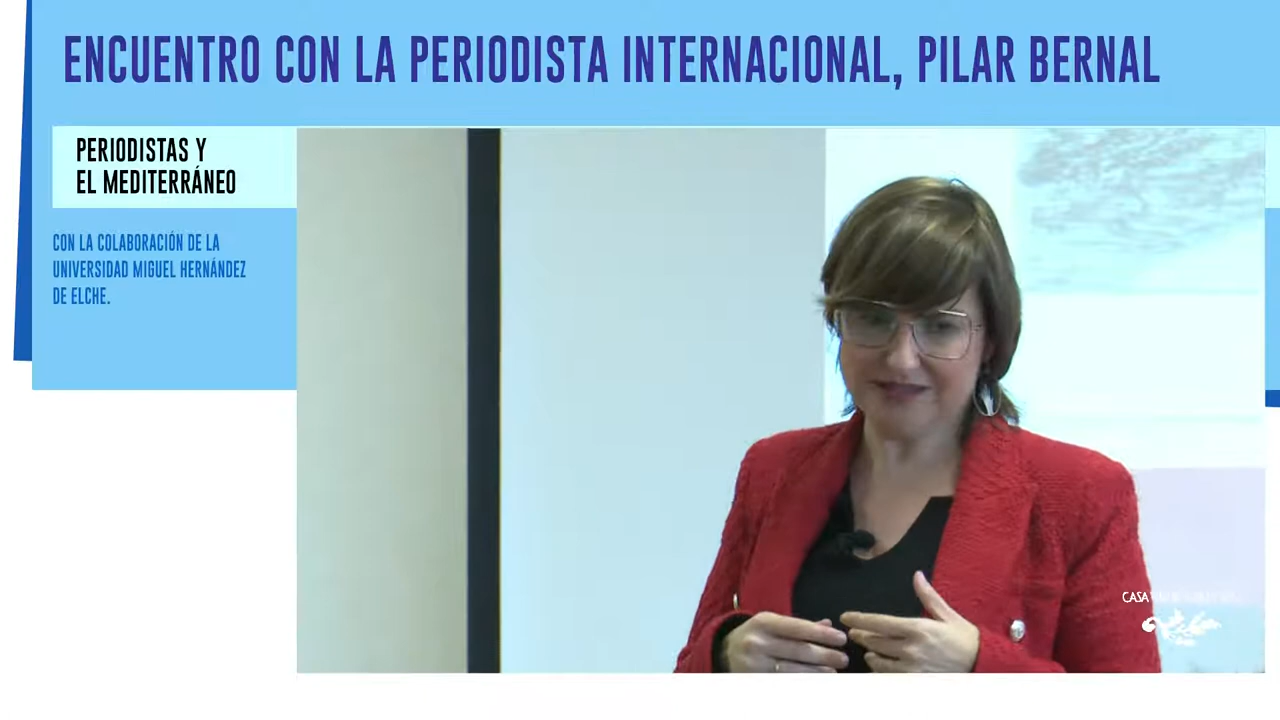 ENCUENTRO CON LA PERIODISTA INTERNACIONAL, PILAR BERNAL
PERIODISTAS Y
EL MEDITERRÁNEO
CON LA COLABORACIÓN DE LA
UNIVERSIDAD MIGUEL HERNÁNDEZ
DE ELCHE.
CASA